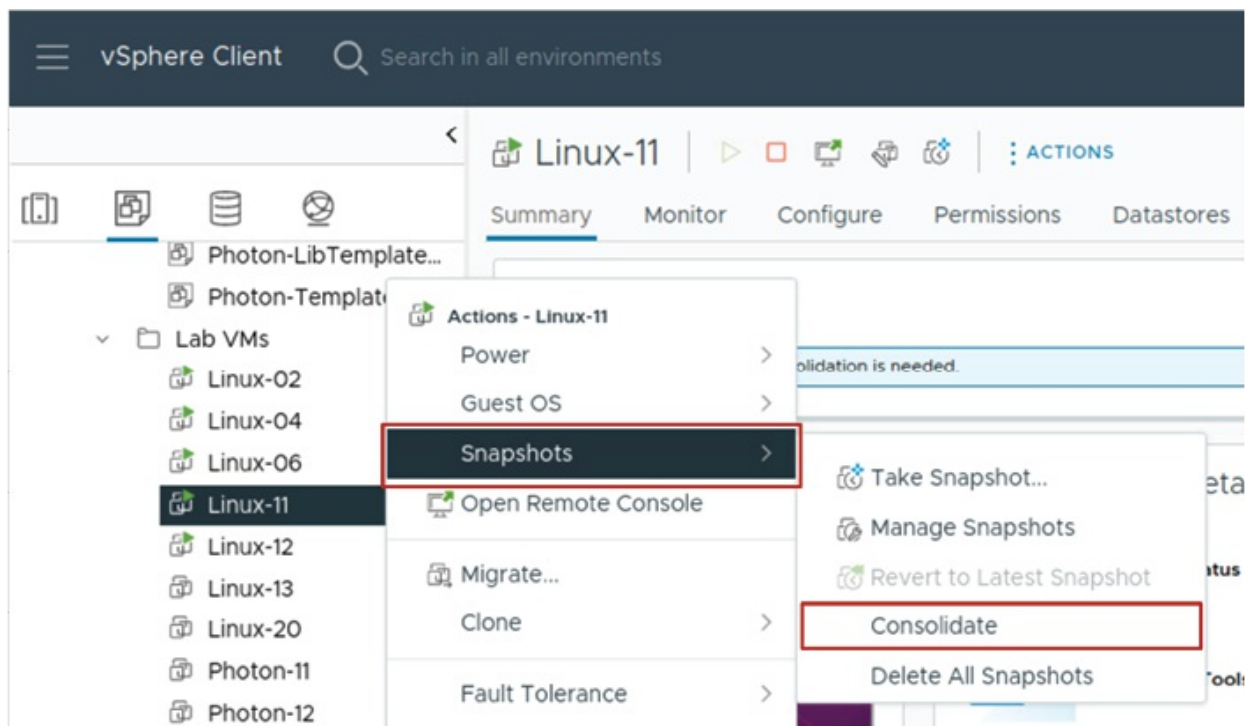 vSphere Client Search in all environments
Linux-11 ACTIONS
Summary Monitor Configure Permissions Datastores
Photon-LibTemplate...
Photon-Template
Lab VMs
Linux-02
Linux-04
Linux-06
Linux-11
Linux-12
Linux-13
Linux-20
Photon-11
Photon-12
Actions - Linux-11
Power
Guest OS
Snapshots
Open Remote Console
Migrate...
Clone
Fault Tolerance
olidation is needed.
Take Snapshot...
Manage Snapshots
Revert to Latest Snapshot
Consolidate
Delete All Snapshots